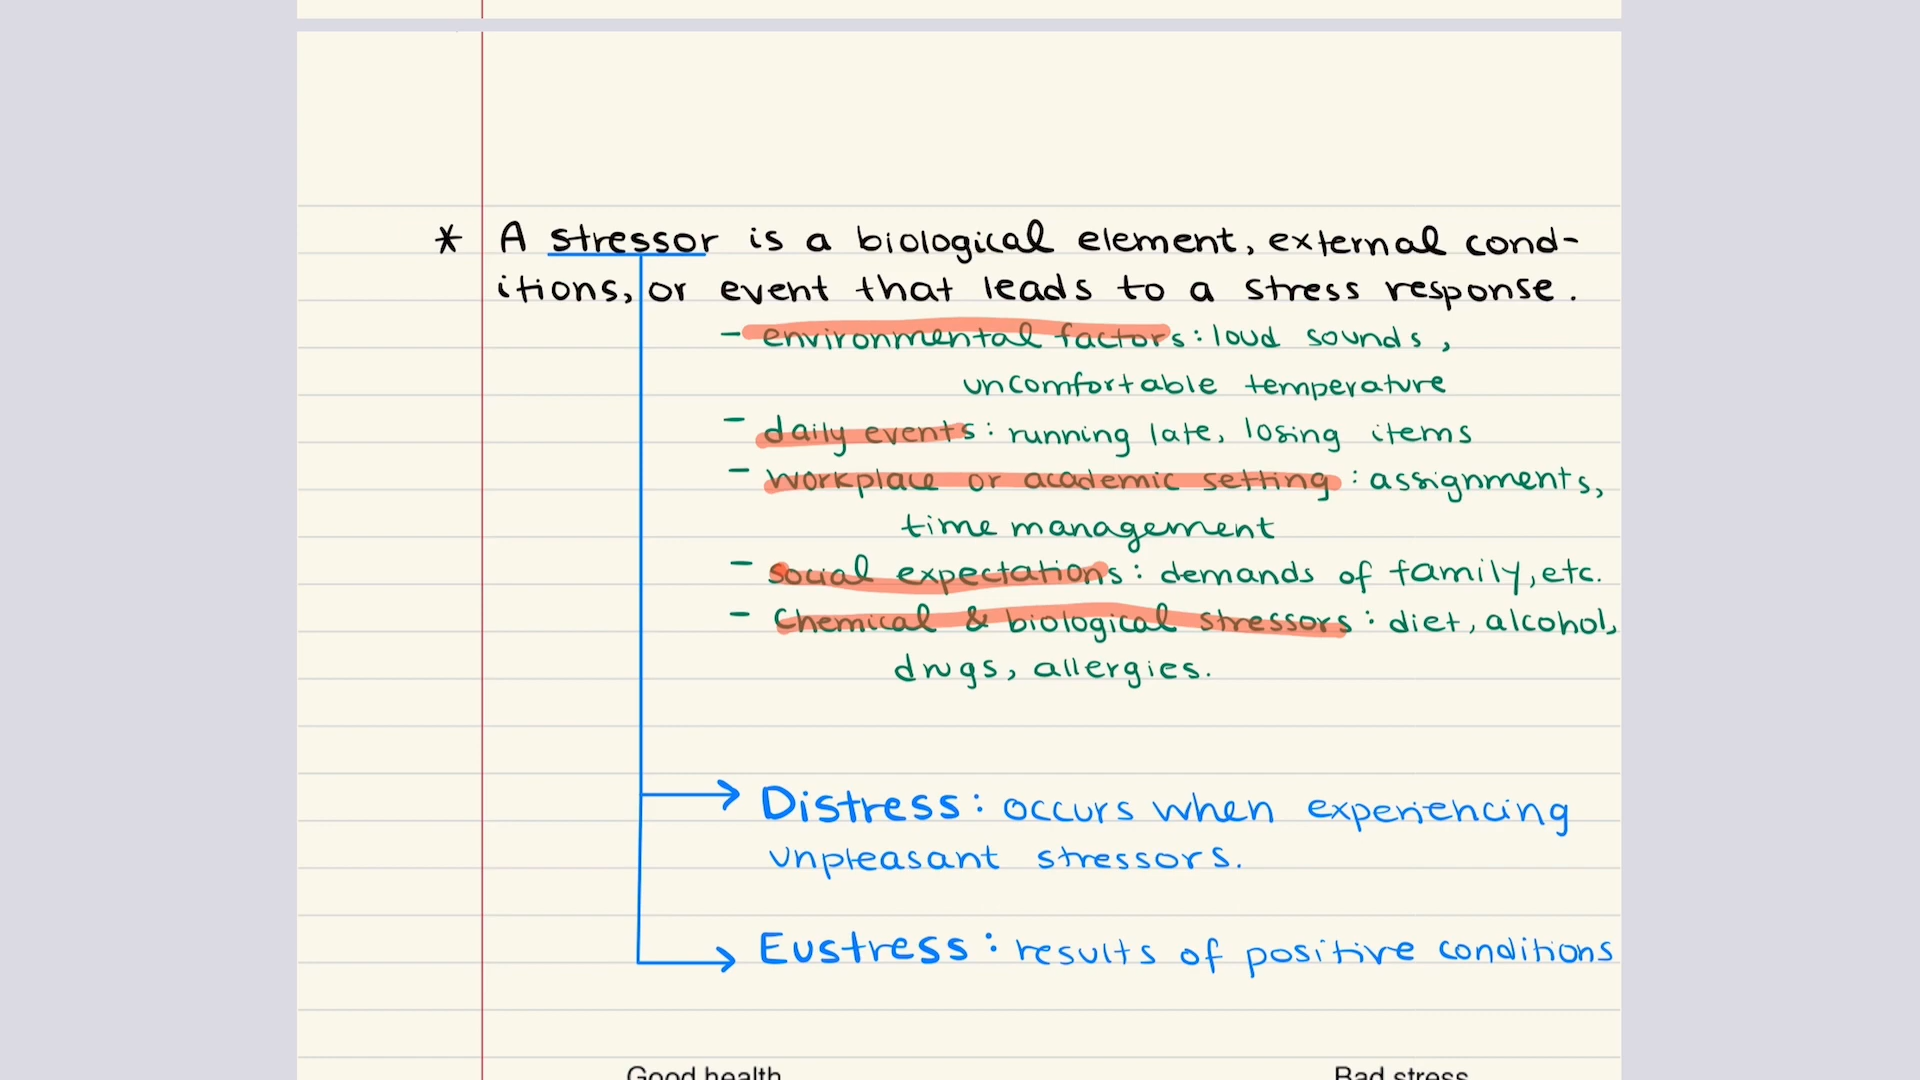 * A stressor is a biological element, external cond-
itions, or event that leads to a stress response.
- environmental factors: loud sounds,
uncomfortable temperature
- daily events: running late, losing items
- workplace or academic setting: assignments,
time management
- social expectations: demands of family, etc.
- Chemical & biological stressors: diet, alcohol,
drugs, allergies.
Distress: occurs when experiencing
unpleasant stressors.
Eustress: results of positive conditions
Good health
Bad stress